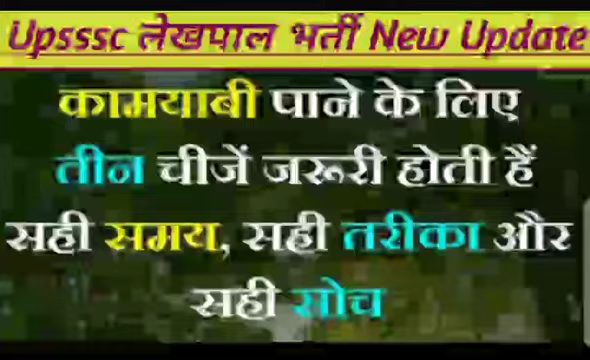 Upsssc लेखपाल भर्ती New Update
कामयाबी पाने के लिए
तीन चीजें जरूरी होती हैं
सही समय, सही तरीका और
सही सोच